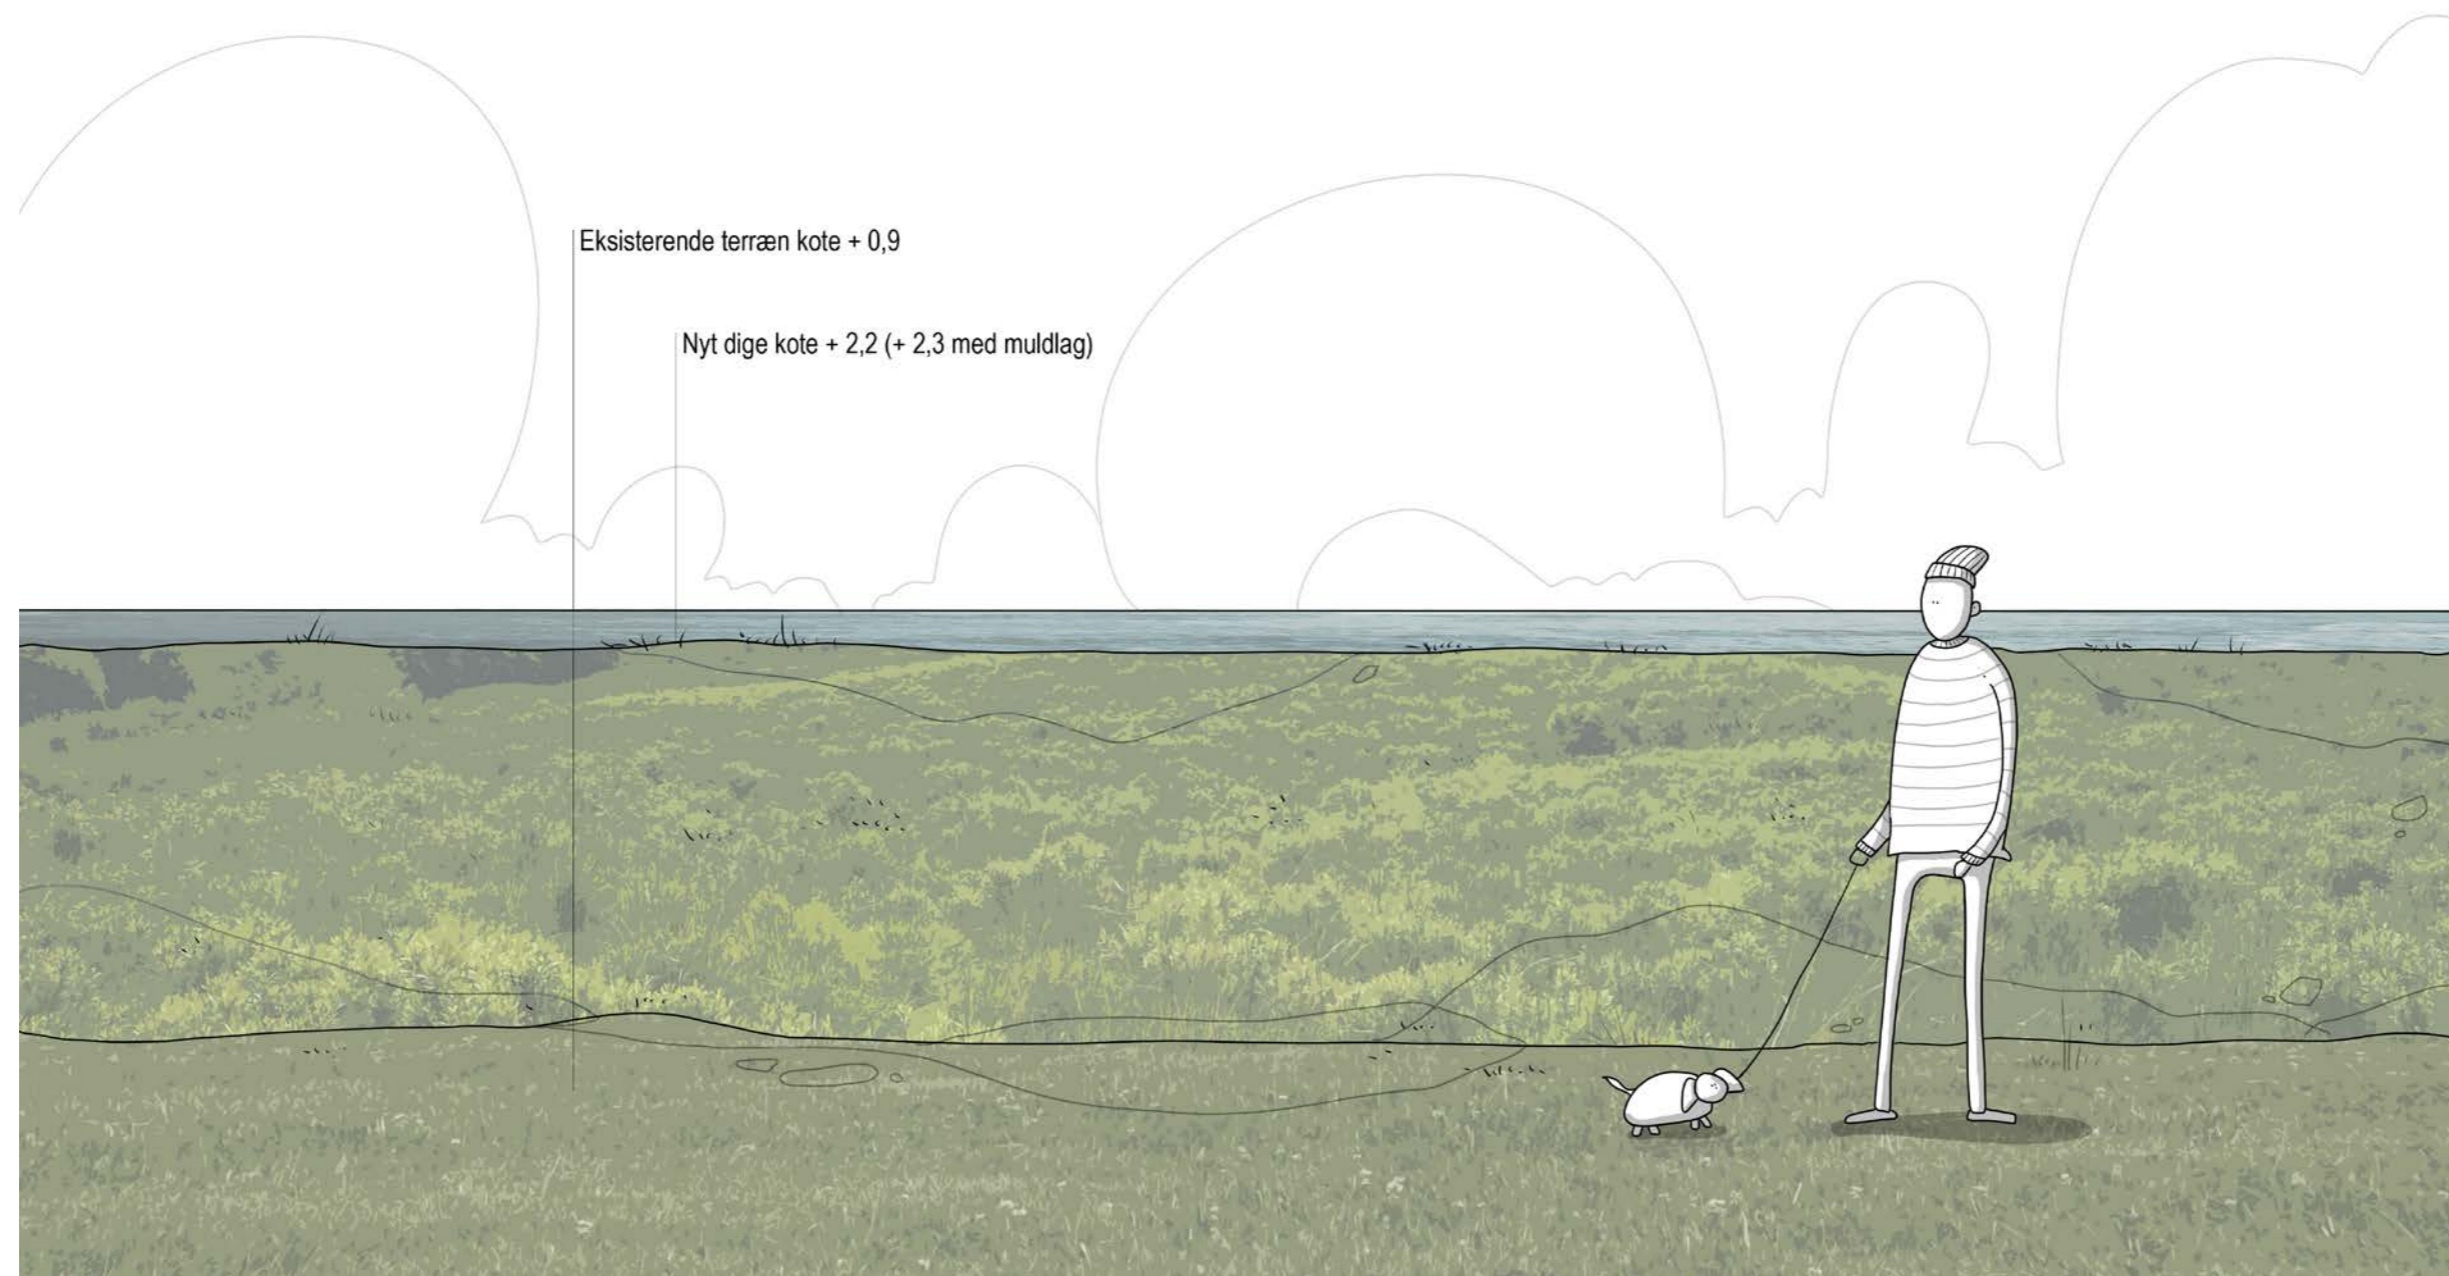 Eksisterende terræn kote + 0,9
Nyt dige kote + 2,2 (+ 2,3 med muldlag)